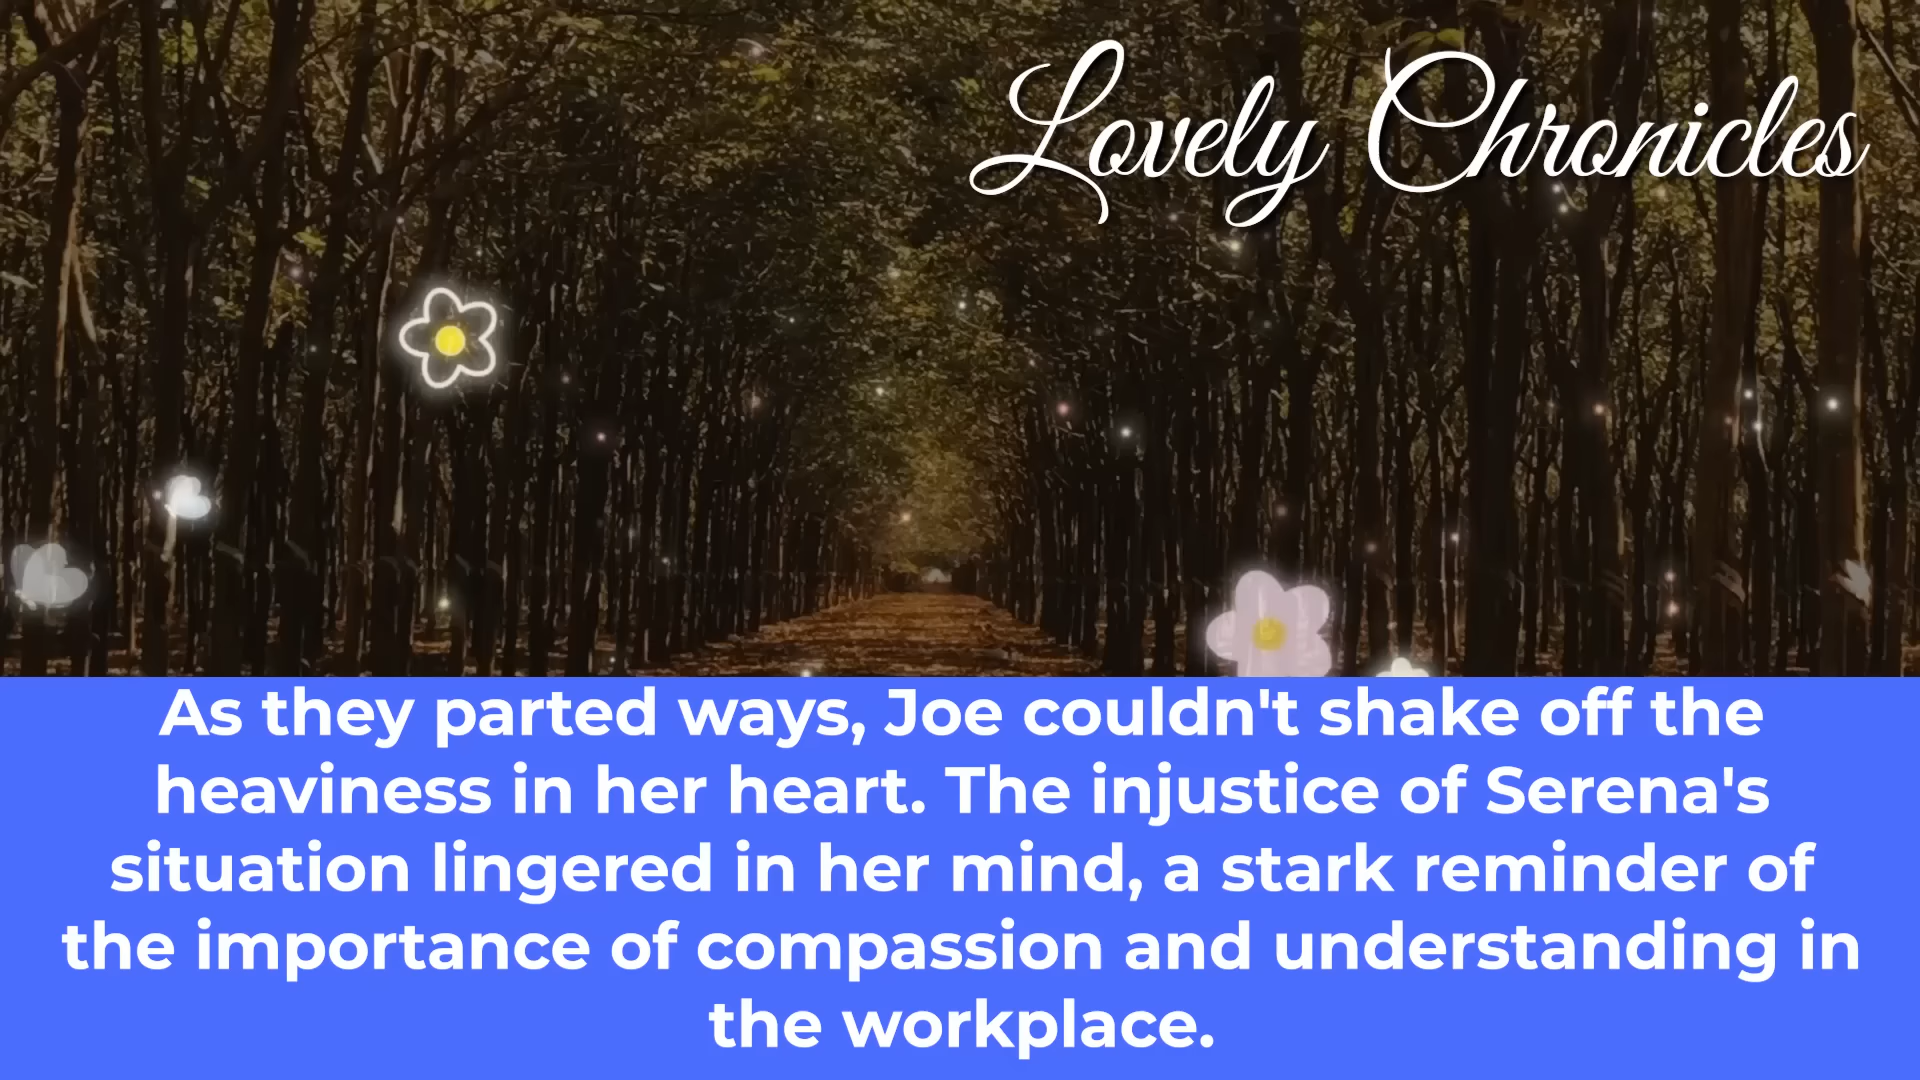 Lovely Chronicles
As they parted ways, Joe couldn't shake off the
heaviness in her heart. The injustice of Serena's
situation lingered in her mind, a stark reminder of
the importance of compassion and understanding in
the workplace.